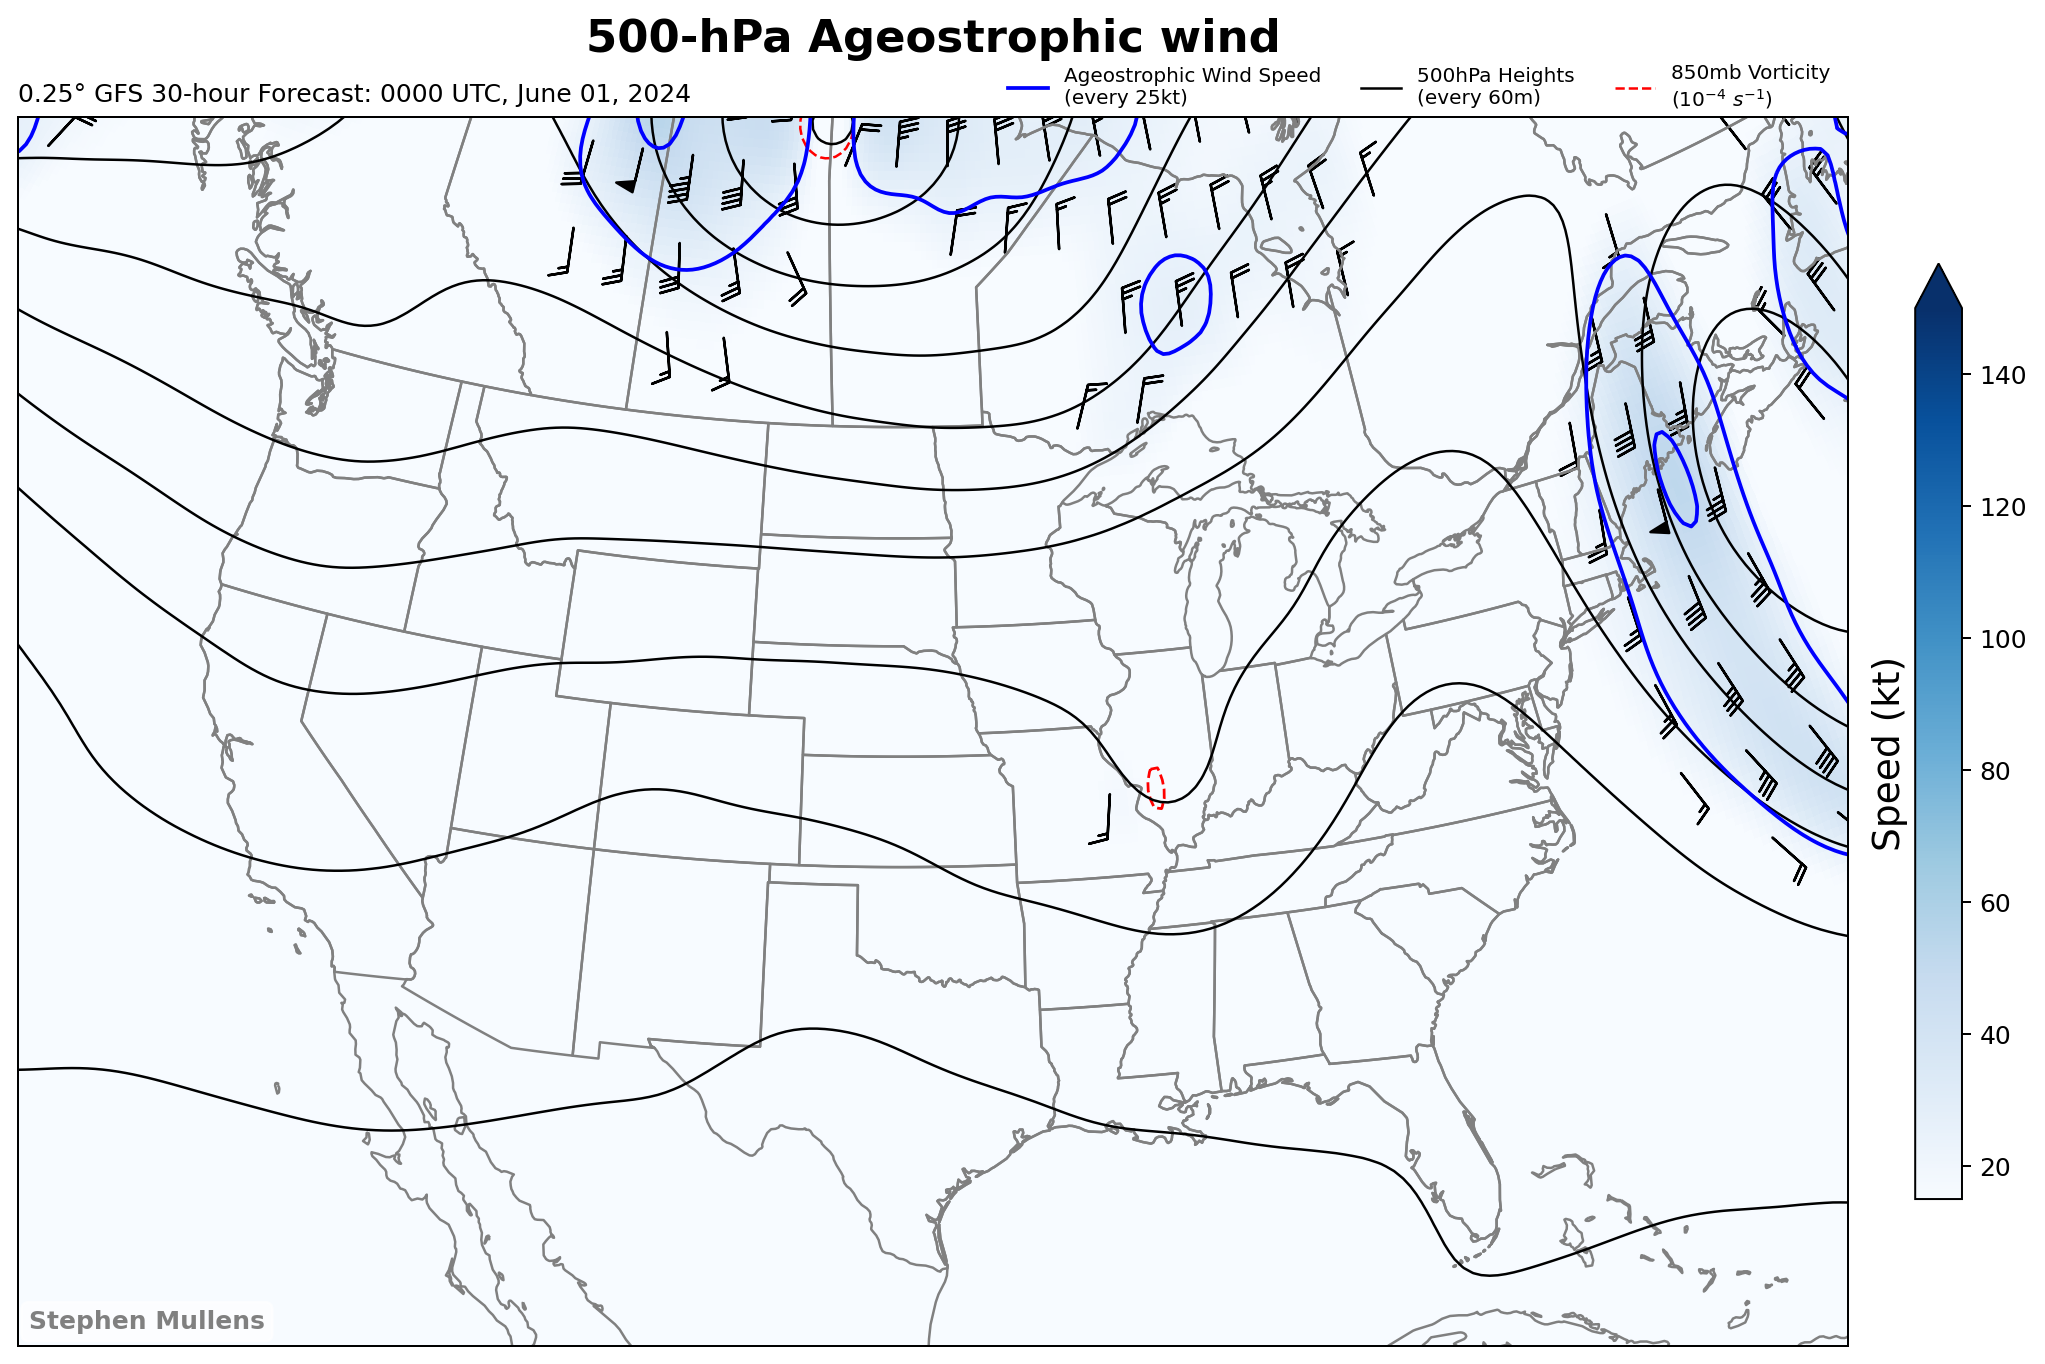 500-hPa Ageostrophic wind
0.25° GFS 30-hour Forecast: 0000 UTC, June 01, 2024
Ageostrophic Wind Speed
(every 25kt)
500hPa Heights
(every 60m)
850mb Vorticity
(10⁻⁴ s⁻¹)
140
120
100
80
60
40
20
Speed (kt)
Stephen Mullens